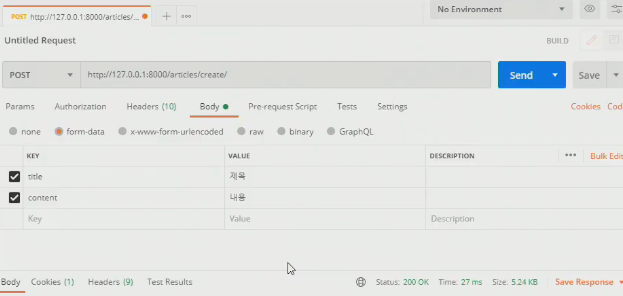 POST http://127.0.0.1:8000/articles/...
No Environment
Untitled Request
BUILD
POST http://127.0.0.1:8000/articles/create/ Send Save
Params Authorization Headers (10) Body Pre-request Script Tests Settings Cookies
none form-data x-www-form-urlencoded raw binary GraphQL
KEY VALUE DESCRIPTION Bulk Edit
title 제목
content 내용
Key Value Description
Body Cookies (1) Headers (9) Test Results Status: 200 OK Time: 27 ms Size: 5.24 KB Save Response